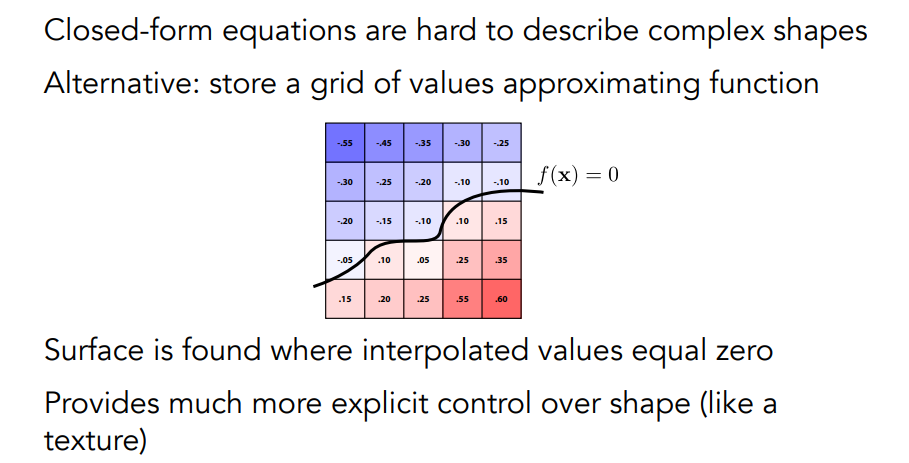 Closed-form equations are hard to describe complex shapes
Alternative: store a grid of values approximating function
-.55 -.45 -.35 -.30 -.25
-.30 -.25 -.20 -.10 -.10 f(x) = 0
-.20 -.15 -.10 .10 .15
-.05 .10 .05 .25 .35
.15 .20 .25 .55 .60
Surface is found where interpolated values equal zero
Provides much more explicit control over shape (like a
texture)